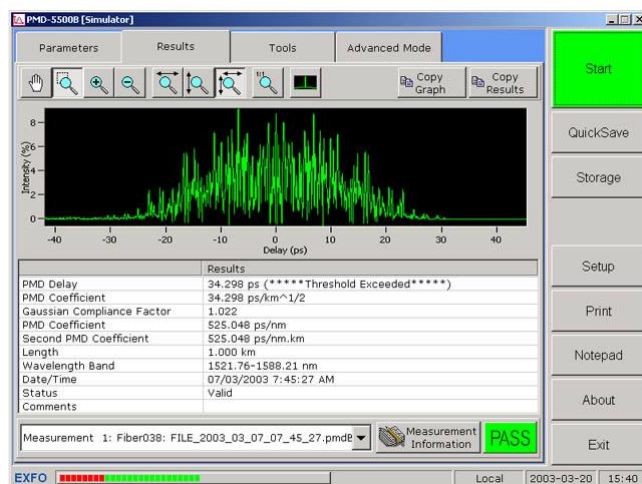 PMD-5500B [Simulator]
Parameters
Results
Tools
Advanced Mode
Start
1:1
Copy Graph
Copy Results
QuickSave
Storage
Setup
Print
Notepad
About
Exit
Intensity (%)
8
6
4
2
0
-40 -30 -20 -10 0 10 20 30 40
Delay (ps)
Results
PMD Delay 34.298 ps (*****Threshold Exceeded*****)
PMD Coefficient 34.298 ps/km^1/2
Gaussian Compliance Factor 1.022
PMD Coefficient 525.048 ps/nm
Second PMD Coefficient 525.048 ps/nm.km
Length 1.000 km
Wavelength Band 1521.76-1588.21 nm
Date/Time 07/03/2003 7:45:27 AM
Status Valid
Comments
Measurement 1: Fiber038: FILE_2003_03_07_07_45_27.pmdB
Measurement Information
PASS
EXFO
Local
2003-03-20
15:40